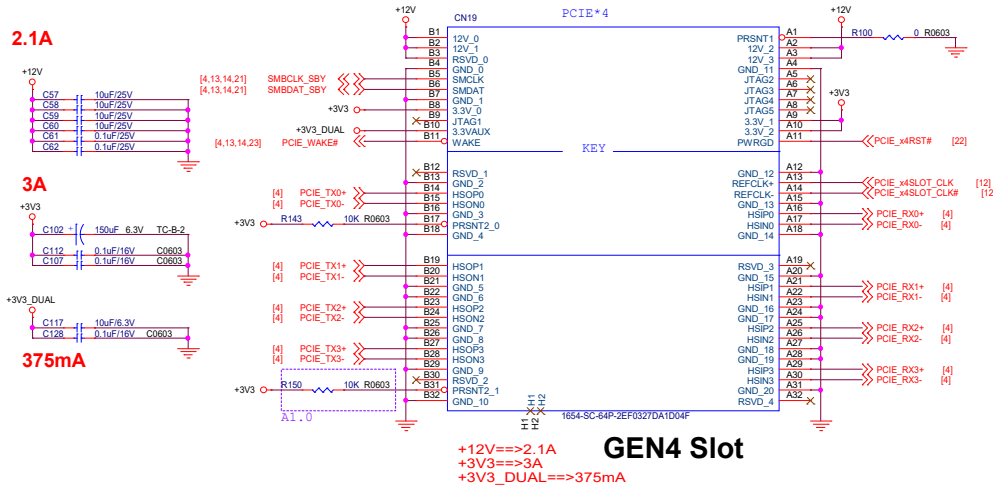 2.1A
+12V
C57 10uF/25V
C58 10uF/25V
C59 10uF/25V
C60 10uF/25V
C61 0.1uF/25V
C62 0.1uF/25V
3A
+3V3
C102 + 150uF 6.3V TC-B-2
C112 0.1uF/16V C0603
C107 0.1uF/16V C0603
+3V3_DUAL
C117 10uF/6.3V
C128 0.1uF/16V C0603
375mA
+12V
CN19
PCIE*4
+12V
B1 12V_0 PRSNT1 A1 R100 0 R0603
B2 12V_1 12V_2 A2
B3 RSVD_0 12V_3 A3
B4 GND_0 GND_11 A4
[4,13,14,21] SMBCLK_SBY B5 SMCLK JTAG2 A5
[4,13,14,21] SMBDAT_SBY B6 SMDAT JTAG3 A6
B7 GND_1 JTAG4 A7
+3V3 B8 3.3V_0 JTAG5 A8 +3V3
B9 JTAG1 3.3V_1 A9
+3V3_DUAL B10 3.3VAUX 3.3V_2 A10
[4,13,14,23] PCIE_WAKE# B11 WAKE PWRGD A11 PCIE_x4RST# [22]
KEY
B12 RSVD_1 GND_12 A12
B13 GND_2 REFCLK+ A13 PCIE_x4SLOT_CLK [12]
[4] PCIE_TX0+ B14 HSOP0 REFCLK- A14 PCIE_x4SLOT_CLK# [12
[4] PCIE_TX0- B15 HSON0 GND_13 A15
B16 GND_3 HSIP0 A16 PCIE_RX0+ [4]
+3V3 R143 10K R0603 B17 PRSNT2_0 HSIN0 A17 PCIE_RX0- [4]
B18 GND_4 GND_14 A18
[4] PCIE_TX1+ B19 HSOP1 RSVD_3 A19
[4] PCIE_TX1- B20 HSON1 GND_15 A20
B21 GND_5 HSIP1 A21 PCIE_RX1+ [4]
B22 GND_6 HSIN1 A22 PCIE_RX1- [4]
[4] PCIE_TX2+ B23 HSOP2 GND_16 A23
[4] PCIE_TX2- B24 HSON2 GND_17 A24
B25 GND_7 HSIP2 A25 PCIE_RX2+ [4]
B26 GND_8 HSIN2 A26 PCIE_RX2- [4]
[4] PCIE_TX3+ B27 HSOP3 GND_18 A27
[4] PCIE_TX3- B28 HSON3 GND_19 A28
B29 GND_9 HSIP3 A29 PCIE_RX3+ [4]
B30 RSVD_2 HSIN3 A30 PCIE_RX3- [4]
+3V3 R150 10K R0603 B31 PRSNT2_1 GND_20 A31
B32 GND_10 RSVD_4 A32
A1.0
H1 H2
H1 H2
1654-SC-64P-2EF0327DA1D04F
GEN4 Slot
+12V==>2.1A
+3V3==>3A
+3V3_DUAL==>375mA